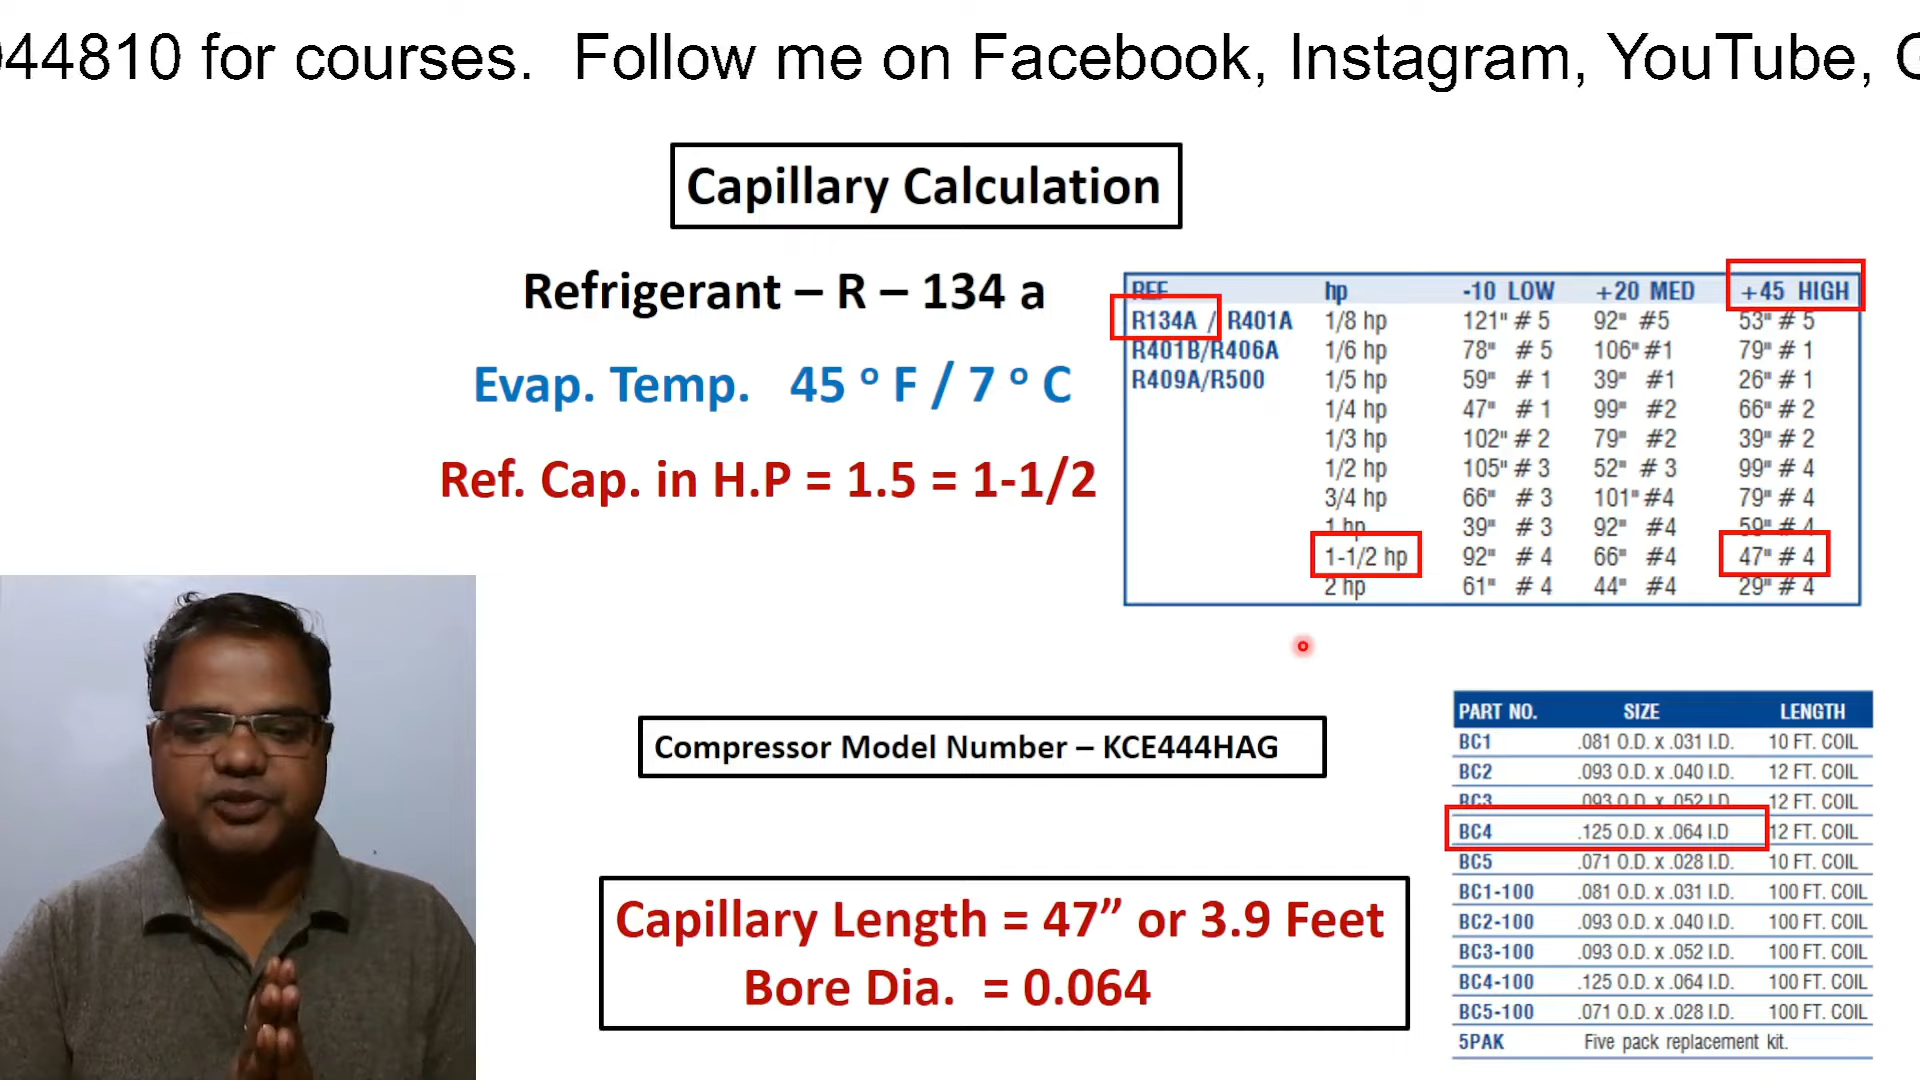 044810 for courses. Follow me on Facebook, Instagram, YouTube, G
Capillary Calculation
Refrigerant – R – 134 a
Evap. Temp. 45 º F / 7 º C
Ref. Cap. in H.P = 1.5 = 1-1/2
REF hp -10 LOW +20 MED +45 HIGH
R134A / R401A 1/8 hp 121" # 5 92" #5 53" # 5
R401B/R406A 1/6 hp 78" # 5 106" #1 79" # 1
R409A/R500 1/5 hp 59" # 1 39" #1 26" # 1
1/4 hp 47" # 1 99" #2 66" # 2
1/3 hp 102" # 2 79" #2 39" # 2
1/2 hp 105" # 3 52" # 3 99" # 4
3/4 hp 66" # 3 101" #4 79" # 4
1 hp 39" # 3 92" #4 59" # 4
1-1/2 hp 92" # 4 66" #4 47" # 4
2 hp 61" # 4 44" #4 29" # 4
Compressor Model Number – KCE444HAG
Capillary Length = 47” or 3.9 Feet
Bore Dia. = 0.064
PART NO. SIZE LENGTH
BC1 .081 O.D. x .031 I.D. 10 FT. COIL
BC2 .093 O.D. x .040 I.D. 12 FT. COIL
BC3 .093 O.D. x .052 I.D. 12 FT. COIL
BC4 .125 O.D. x .064 I.D 12 FT. COIL
BC5 .071 O.D. x .028 I.D. 10 FT. COIL
BC1-100 .081 O.D. x .031 I.D. 100 FT. COIL
BC2-100 .093 O.D. x .040 I.D. 100 FT. COIL
BC3-100 .093 O.D. x .052 I.D. 100 FT. COIL
BC4-100 .125 O.D. x .064 I.D. 100 FT. COIL
BC5-100 .071 O.D. x .028 I.D. 100 FT. COIL
5PAK Five pack replacement kit.